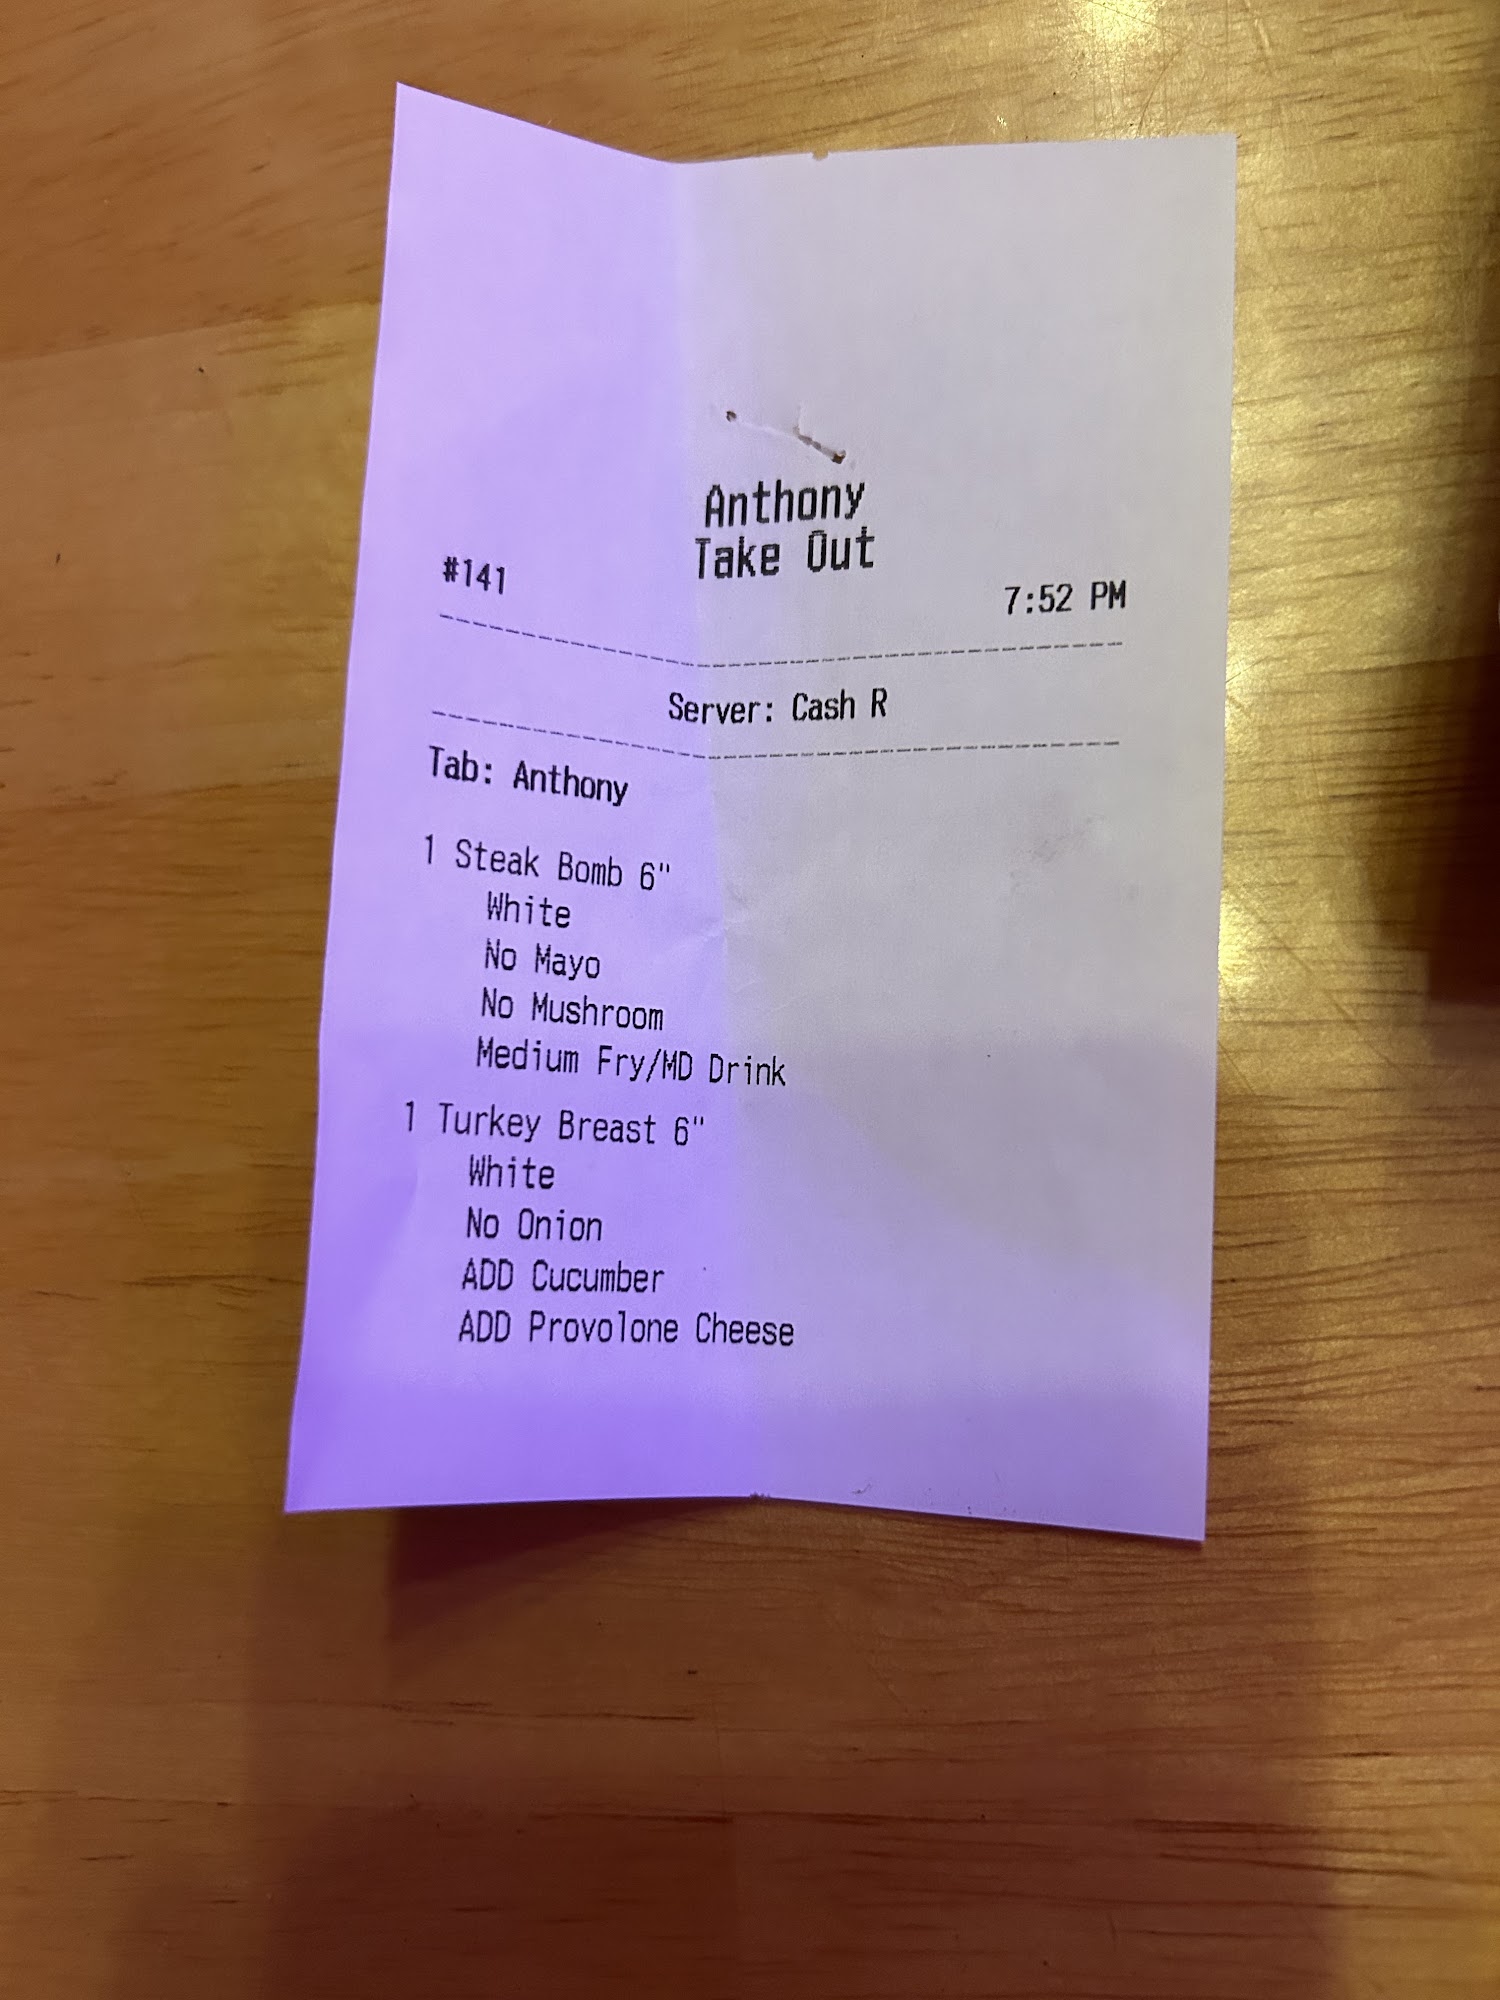 Anthony
Take Out
#141 7:52 PM
Server: Cash R
Tab: Anthony
1 Steak Bomb 6"
White
No Mayo
No Mushroom
Medium Fry/MD Drink
1 Turkey Breast 6"
White
No Onion
ADD Cucumber
ADD Provolone Cheese